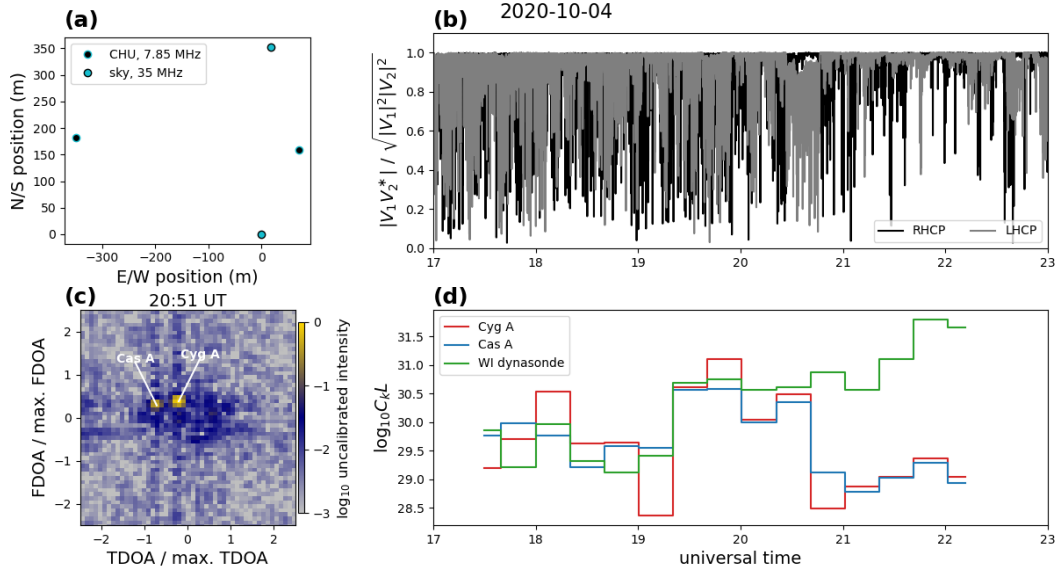 2020-10-04
(a)
CHU, 7.85 MHz
sky, 35 MHz
350
300
250
200
150
100
50
0
−300
−200
−100
0
N/S position (m)
E/W position (m)
(b)
1.0
0.8
0.6
0.4
0.2
0.0
17
18
19
20
21
22
23
|V₁V₂*| / √|V₁|²|V₂|²
RHCP
LHCP
(c)
20:51 UT
Cas A
Cyg A
2
1
0
−1
−2
−2
−1
0
1
2
FDOA / max. FDOA
TDOA / max. TDOA
0
−1
−2
−3
log₁₀ uncalibrated intensity
(d)
Cyg A
Cas A
WI dynasonde
31.5
31.0
30.5
30.0
29.5
29.0
28.5
17
18
19
20
21
22
23
log₁₀CₖL
universal time